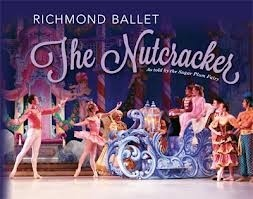 RICHMOND BALLET
The Nutcracker
As told by the Sugar Plum Fairy